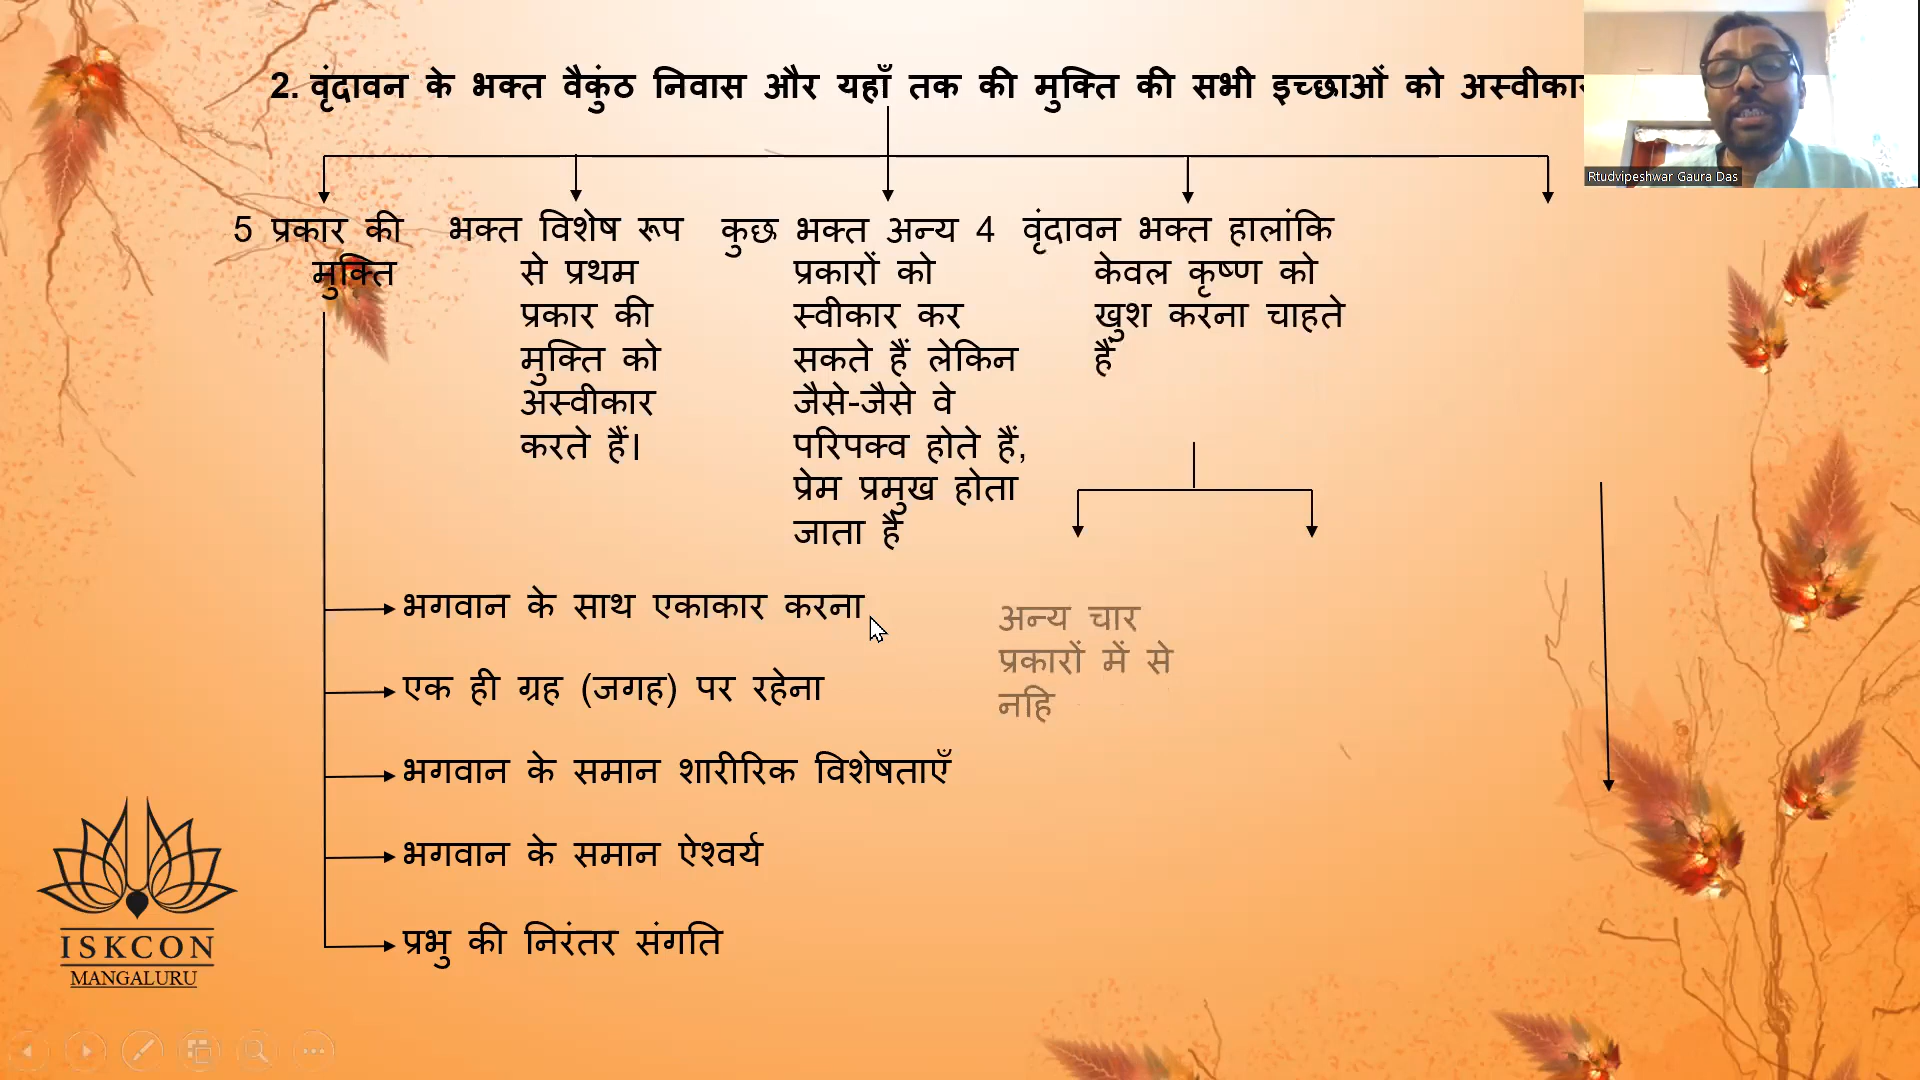 2. वृंदावन के भक्त वैकुंठ निवास और यहाँ तक की मुक्ति की सभी इच्छाओं को
Rtudvipeshwar Gaura Das
5 प्रकार की
मुक्ति
भक्त विशेष रूप
से प्रथम
प्रकार की
मुक्ति को
अस्वीकार
करते हैं।
कुछ भक्त अन्य 4
प्रकारों को
स्वीकार कर
सकते हैं लेकिन
जैसे-जैसे वे
परिपक्व होते हैं,
प्रेम प्रमुख होता
जाता है
वृंदावन भक्त हालांकि
केवल कृष्ण को
खुश करना चाहते
हैं
भगवान के साथ एकाकार करना
एक ही ग्रह (जगह) पर रहेना
भगवान के समान शारीरिक विशेषताएँ
भगवान के समान ऐश्वर्य
प्रभु की निरंतर संगति
अन्य चार
प्रकारों में से
नहि
ISKCON
MANGALURU